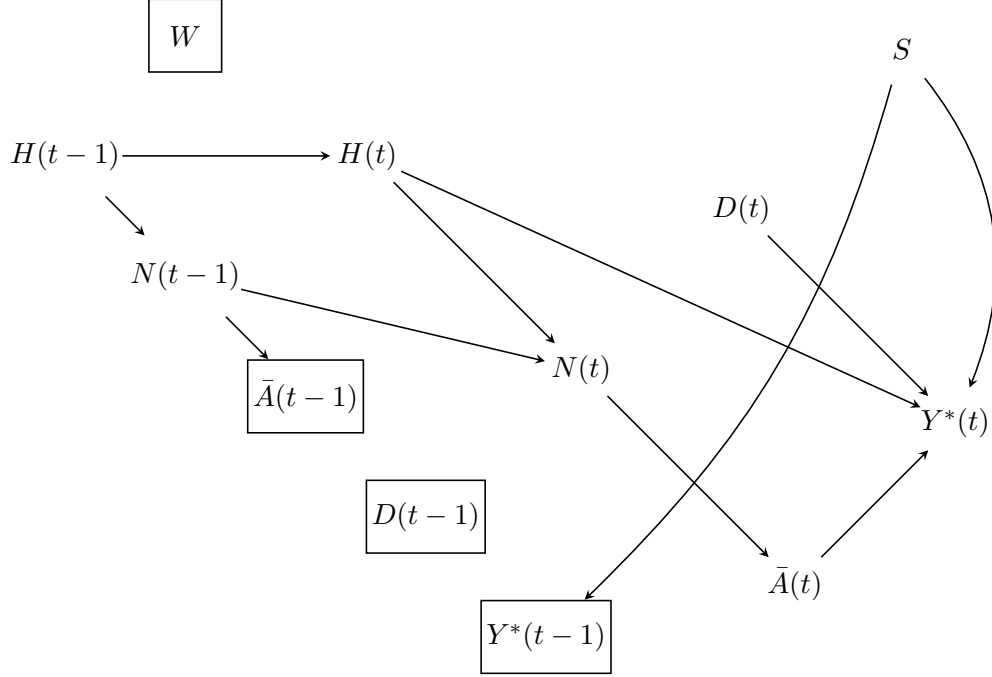 W
S
H(t − 1)
H(t)
D(t)
N(t − 1)
N(t)
Ā(t − 1)
Y*(t)
D(t − 1)
Ā(t)
Y*(t − 1)